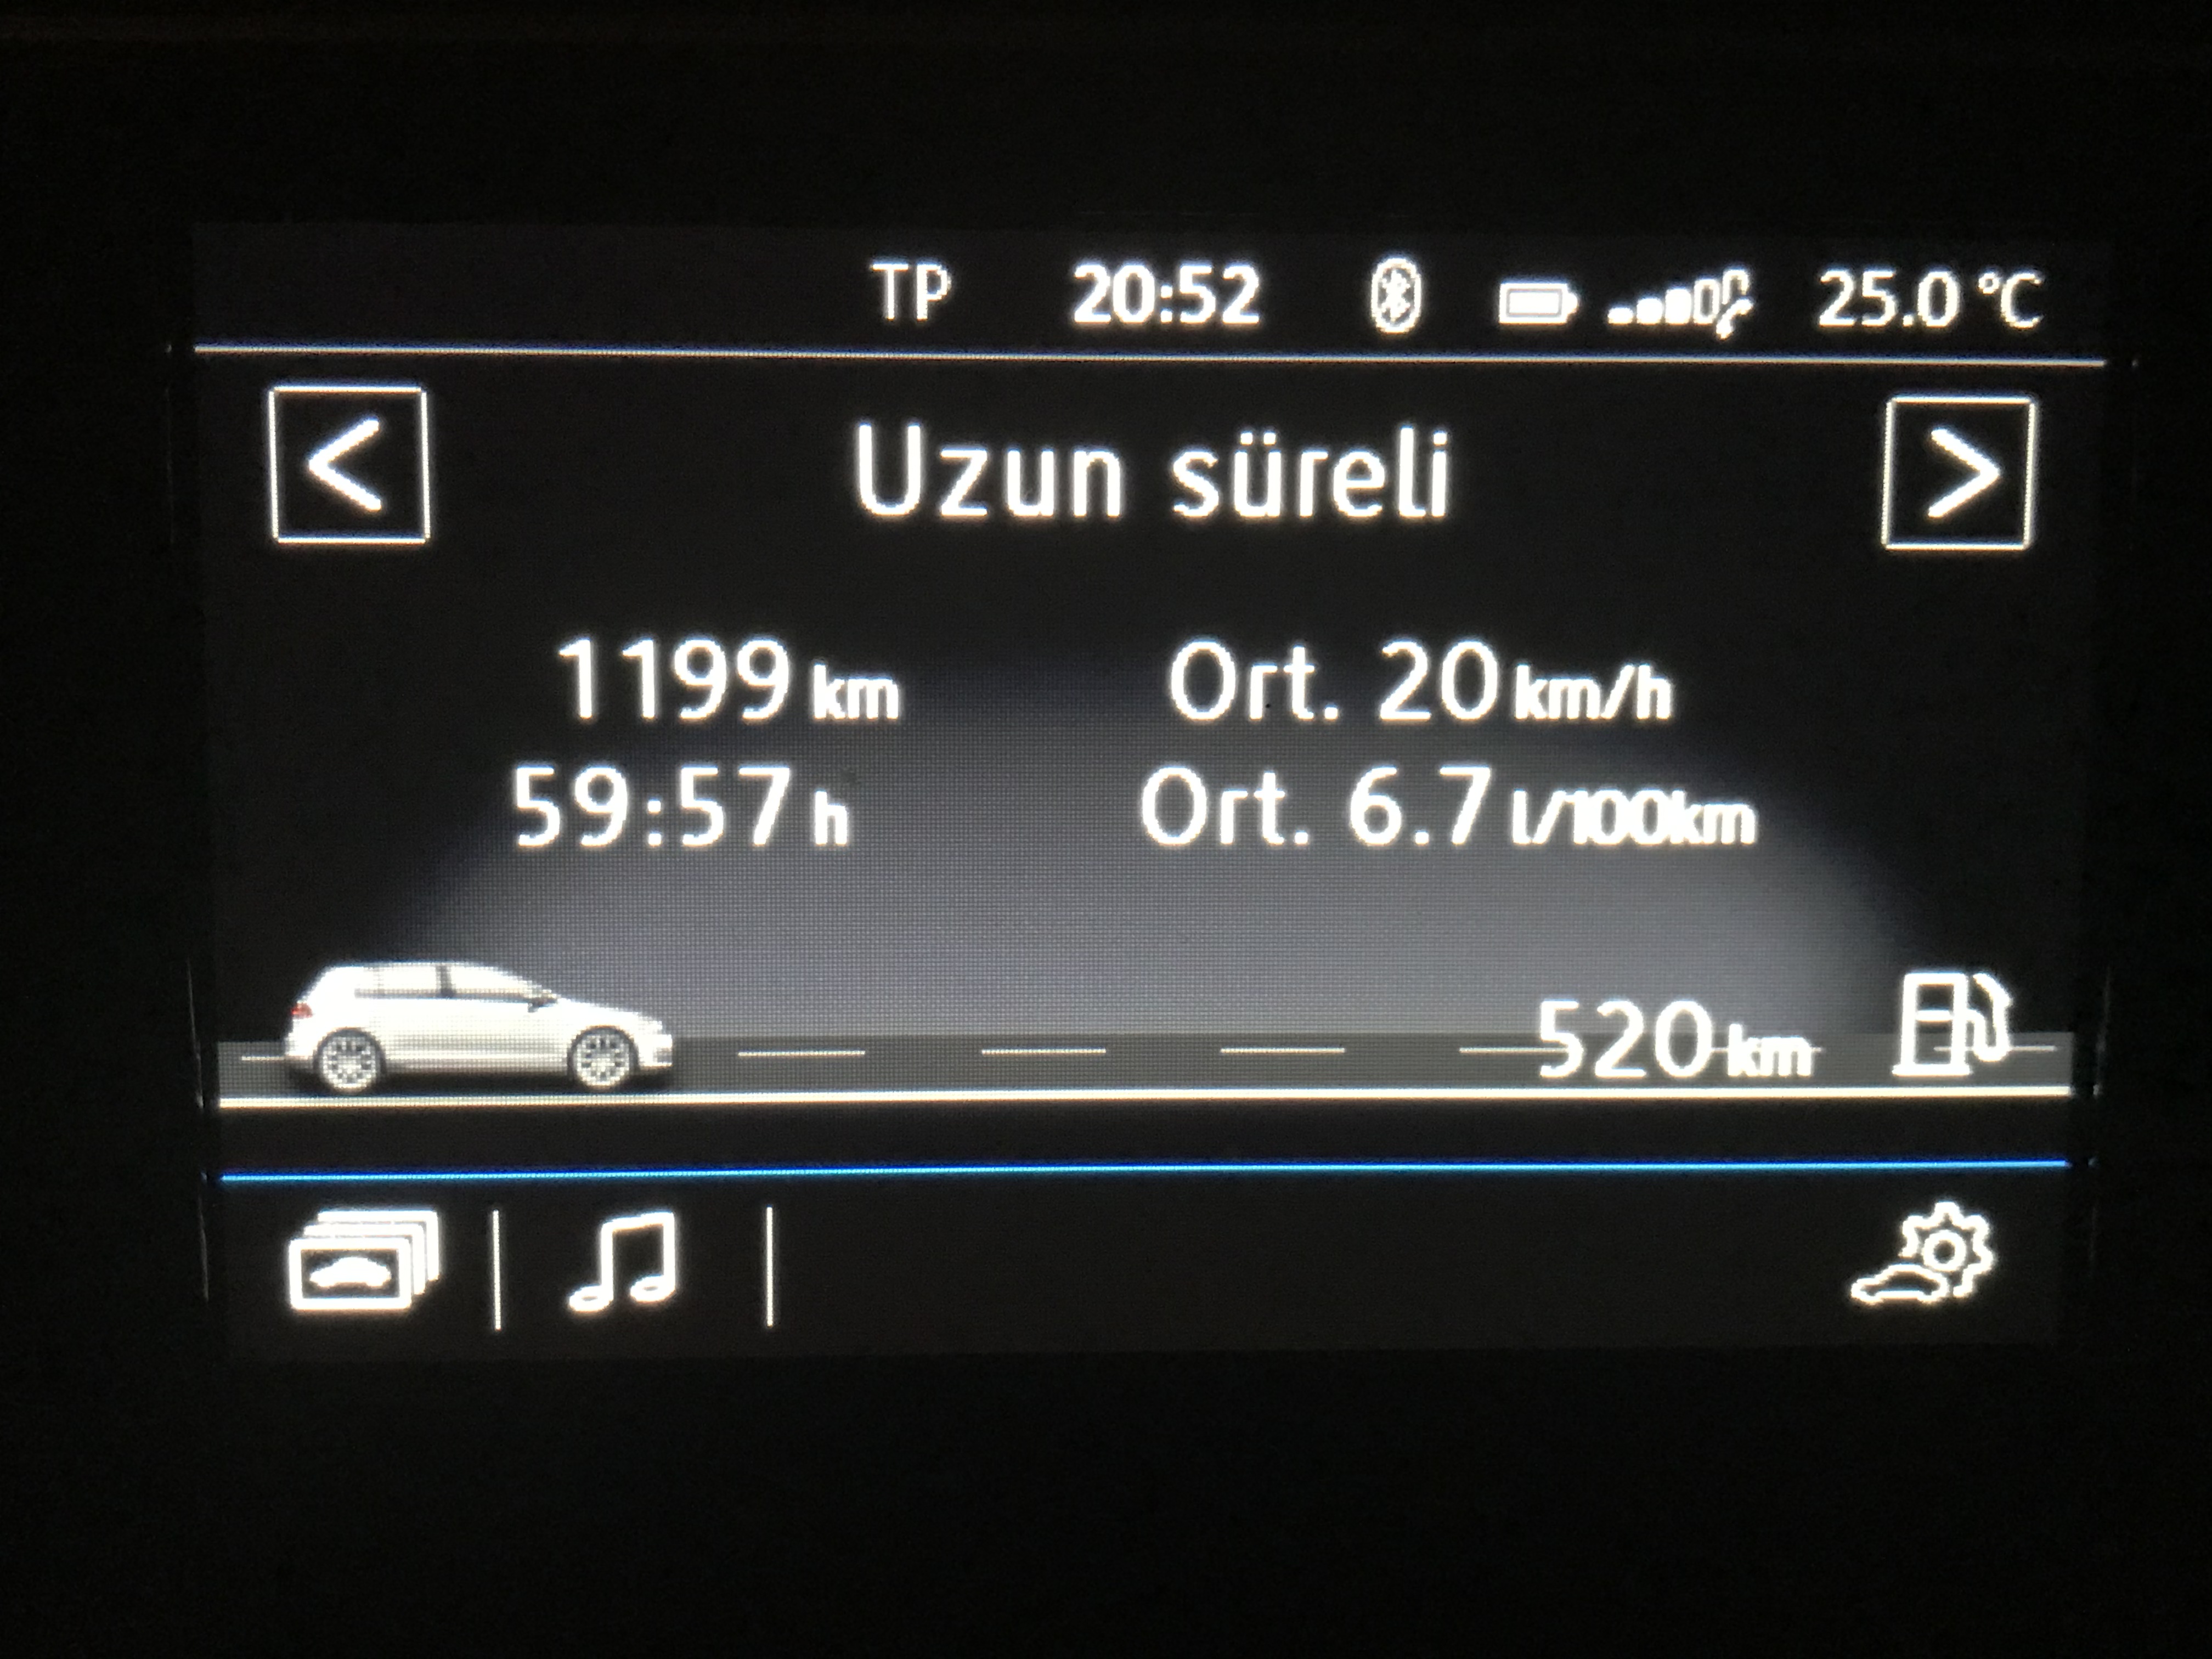 TP 20:52 25.0 °C
< Uzun süreli >
1199 km Ort. 20 km/h
59:57 h Ort. 6.7 l/100km
520 km